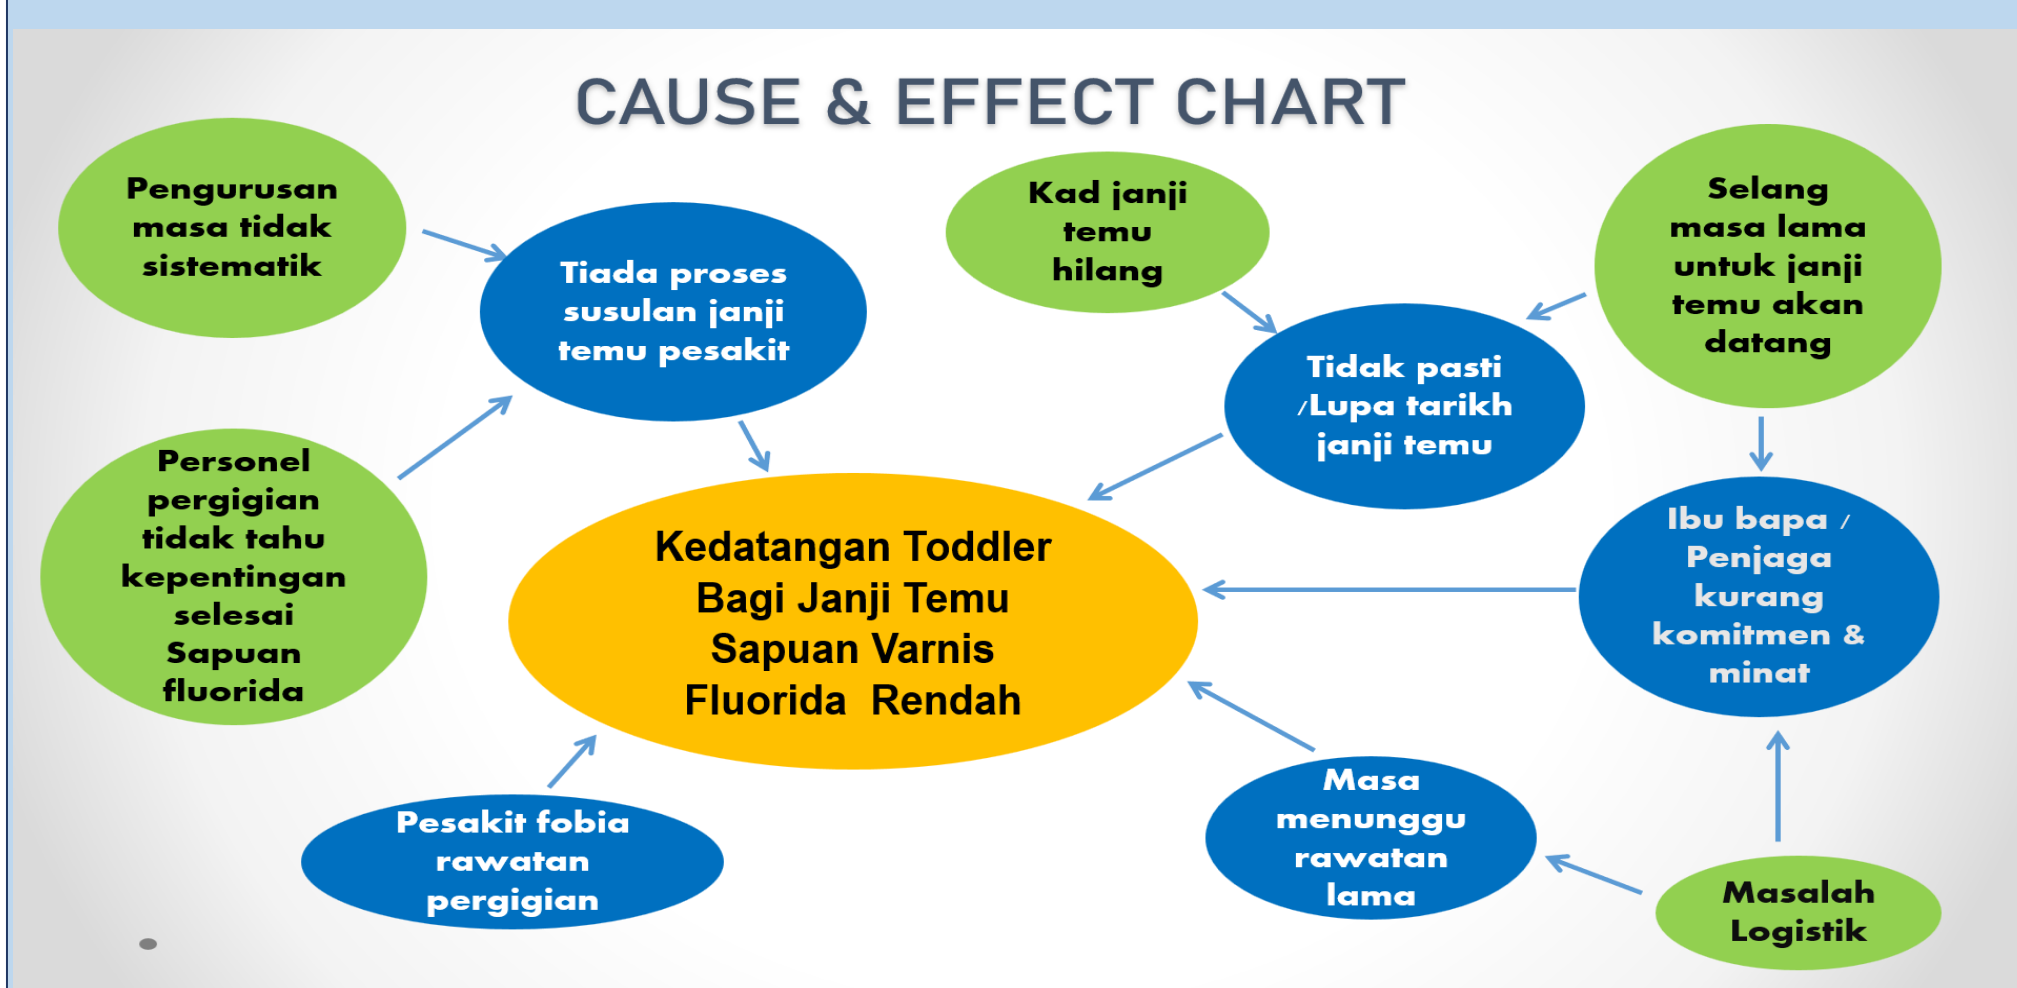 CAUSE & EFFECT CHART
Pengurusan
masa tidak
sistematik
Tiada proses
susulan janji
temu pesakit
Kad janji
temu
hilang
Selang
masa lama
untuk janji
temu akan
datang
Tidak pasti
/Lupa tarikh
janji temu
Personel
pergigian
tidak tahu
kepentingan
selesai
Sapuan
fluorida
Kedatangan Toddler
Bagi Janji Temu
Sapuan Varnis
Fluorida  Rendah
Ibu bapa /
Penjaga
kurang
komitmen &
minat
Pesakit fobia
rawatan
pergigian
Masa
menunggu
rawatan
lama
Masalah
Logistik